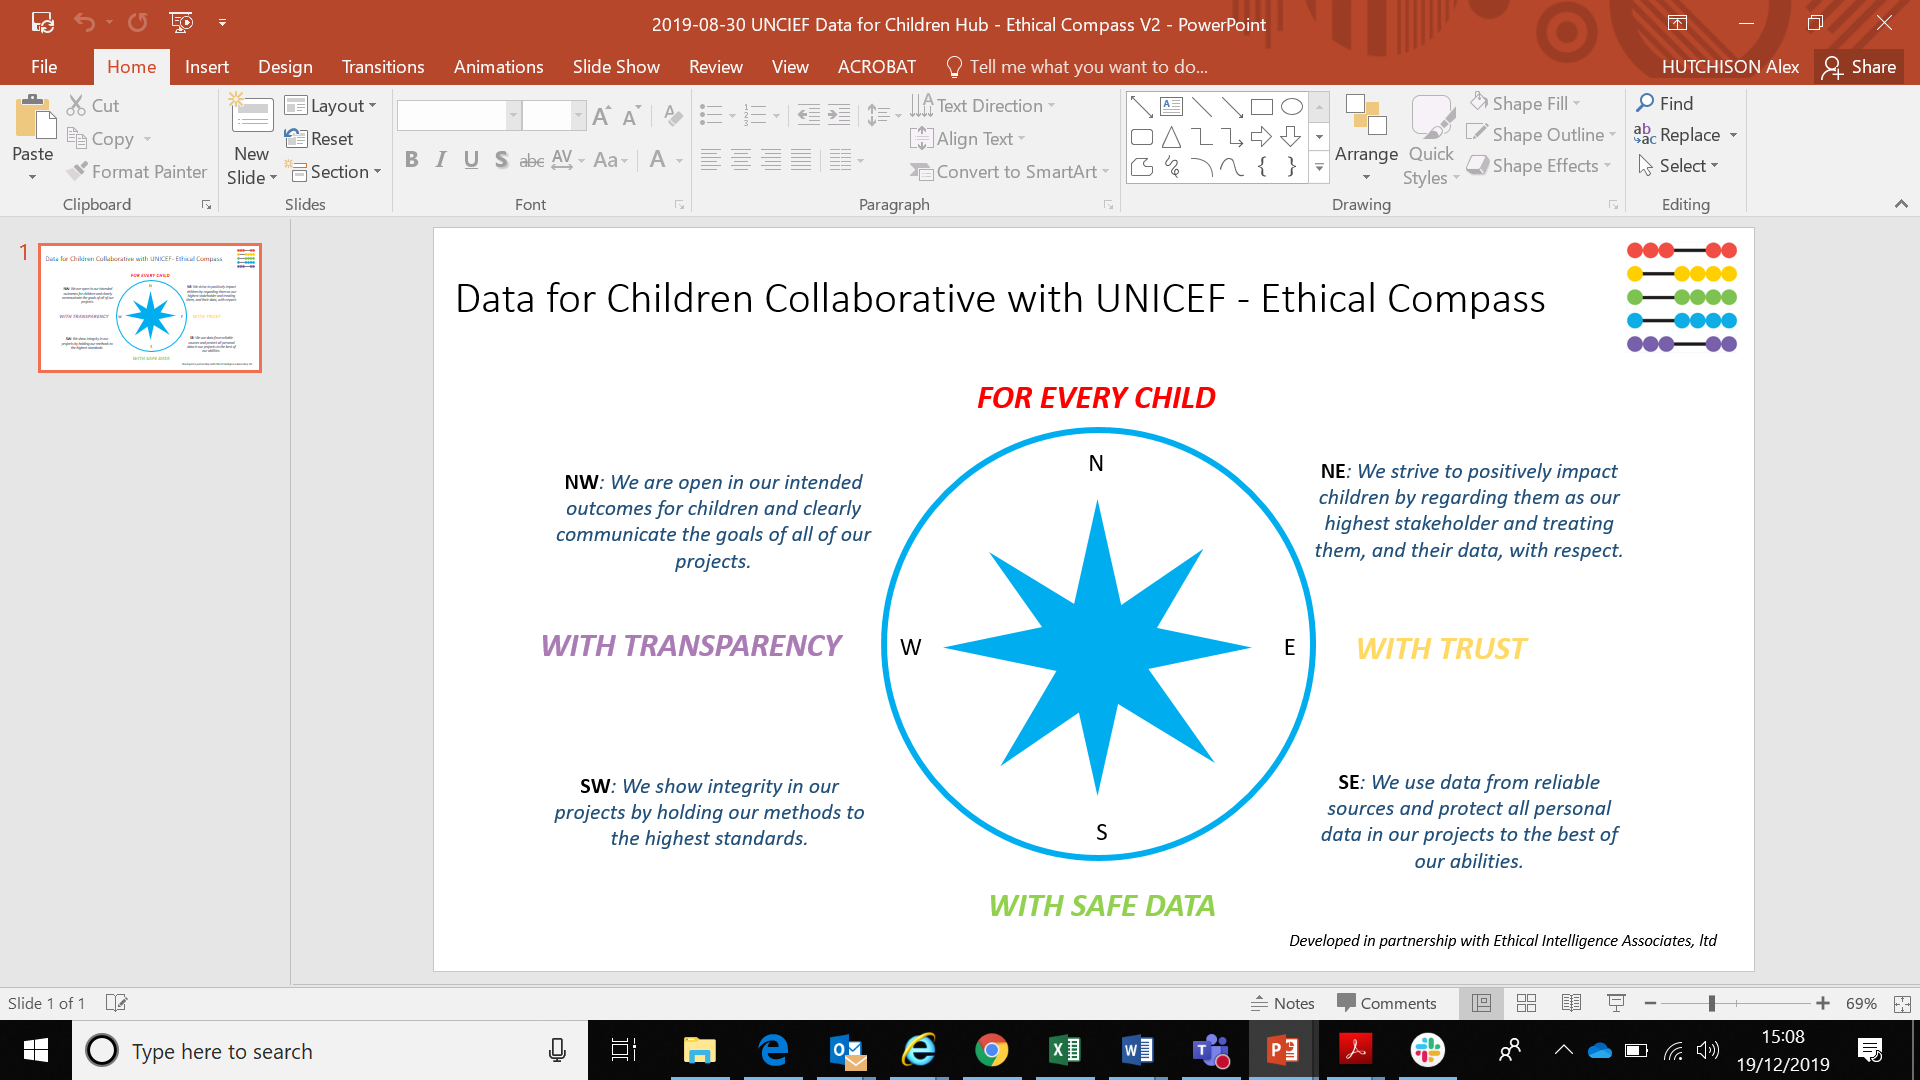 2019-08-30 UNCIEF Data for Children Hub - Ethical Compass V2 - PowerPoint
File Home Insert Design Transitions Animations Slide Show Review View ACROBAT Tell me what you want to do... HUTCHISON Alex Share
Paste
Cut
Copy
Format Painter
Clipboard
New
Slide
Layout
Reset
Section
Slides
B I U S abc AV Aa A
Font
Text Direction
Align Text
Convert to SmartArt
Paragraph
Arrange
Quick
Styles
Shape Fill
Shape Outline
Shape Effects
Drawing
Find
Replace
Select
Editing
1
Data for Children Collaborative with UNICEF - Ethical Compass
FOR EVERY CHILD
N
NW: We are open in our intended
outcomes for children and clearly
communicate the goals of all of our
projects.
NE: We strive to positively impact
children by regarding them as our
highest stakeholder and treating
them, and their data, with respect.
WITH TRANSPARENCY
W
E
WITH TRUST
SW: We show integrity in our
projects by holding our methods to
the highest standards.
SE: We use data from reliable
sources and protect all personal
data in our projects to the best of
our abilities.
S
WITH SAFE DATA
Developed in partnership with Ethical Intelligence Associates, ltd
Slide 1 of 1 Notes Comments 69%
Type here to search
15:08
19/12/2019